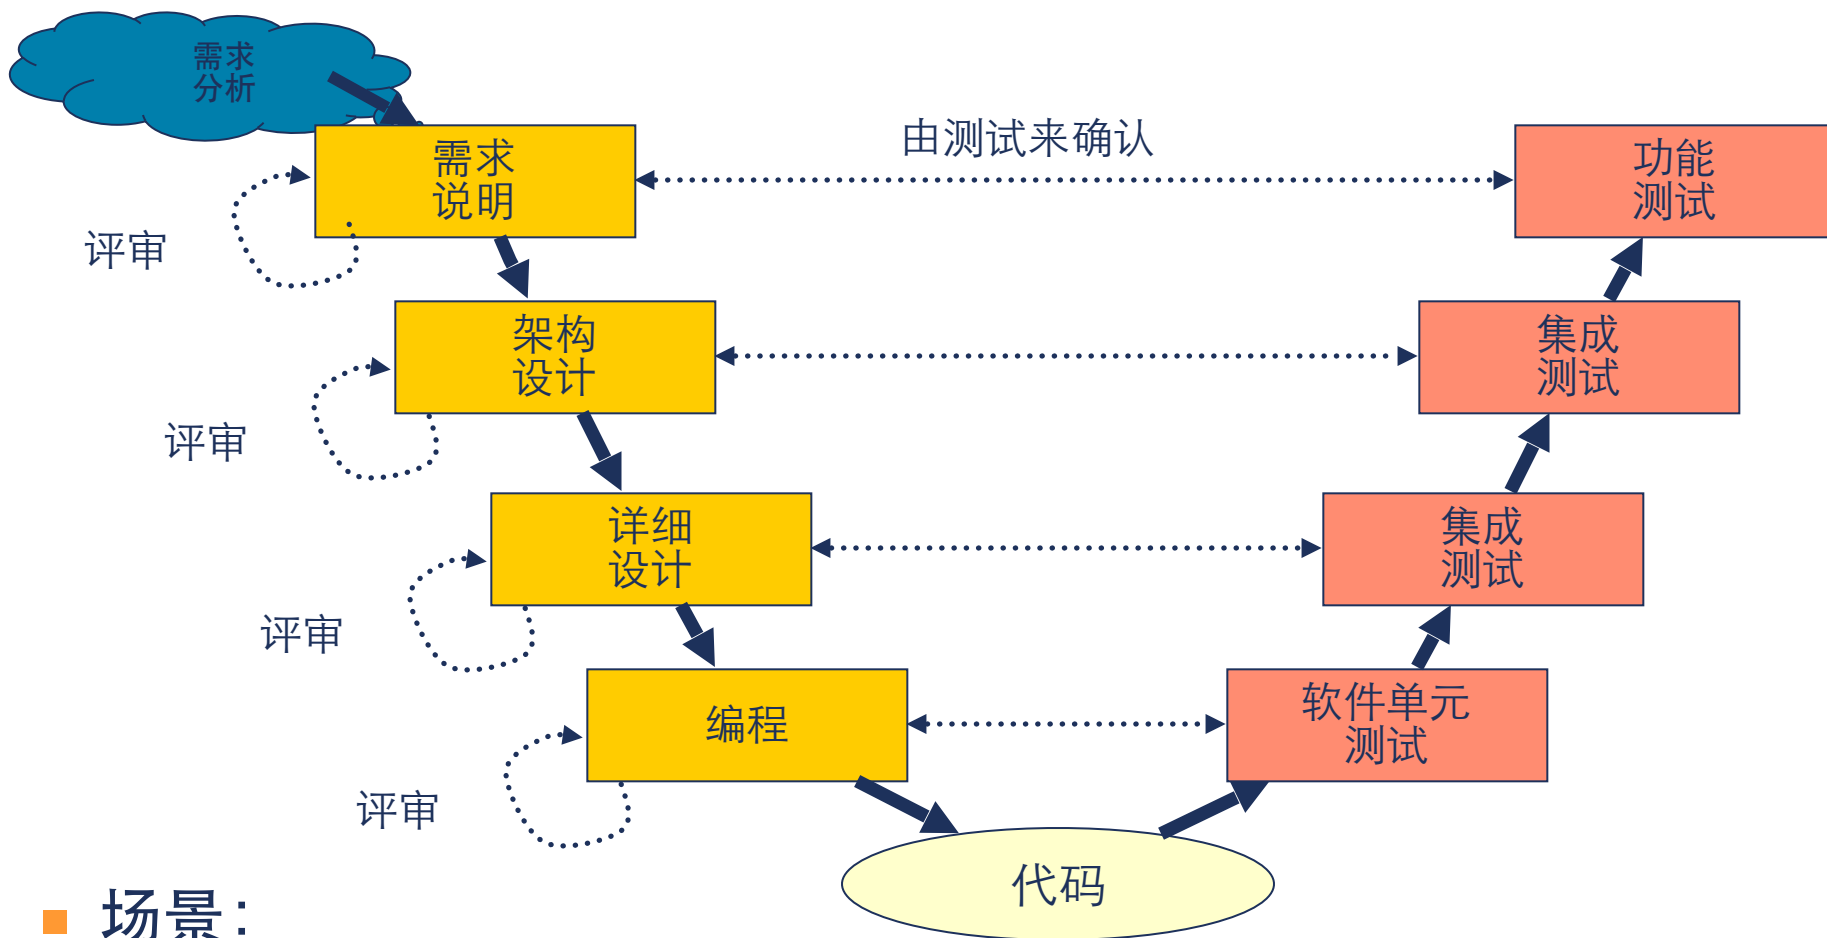 需求
分析
由测试来确认
需求
说明
功能
测试
评审
架构
设计
集成
测试
评审
详细
设计
集成
测试
评审
编程
软件单元
测试
评审
代码
场景：